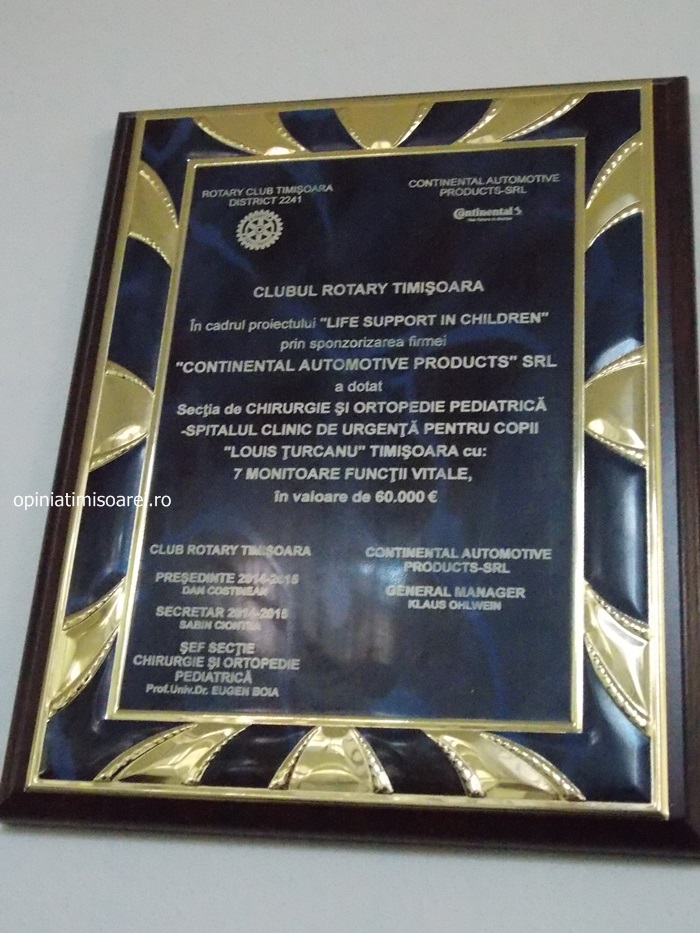 ROTARY CLUB TIMIŞOARA
DISTRICT 2241
CONTINENTAL AUTOMOTIVE
PRODUCTS-SRL
Continental
CLUBUL ROTARY TIMIŞOARA
În cadrul proiectului "LIFE SUPPORT IN CHILDREN"
prin sponzorizarea firmei
"CONTINENTAL AUTOMOTIVE PRODUCTS" SRL
a dotat
Secţia de CHIRURGIE ŞI ORTOPEDIE PEDIATRICĂ
-SPITALUL CLINIC DE URGENŢĂ PENTRU COPII
"LOUIS ŢURCANU" TIMIŞOARA cu:
7 MONITOARE FUNCŢII VITALE,
în valoare de 60.000 €
opiniatimisoarei.ro
CLUB ROTARY TIMIŞOARA
PREŞEDINTE 2014-2015
DAN COSTINEAN
SECRETAR 2014-2015
SABIN CIONTEA
ŞEF SECŢIE
CHIRURGIE ŞI ORTOPEDIE
PEDIATRICĂ
Prof.Univ.Dr. EUGEN BOIA
CONTINENTAL AUTOMOTIVE
PRODUCTS-SRL
GENERAL MANAGER
KLAUS OHLWEIN